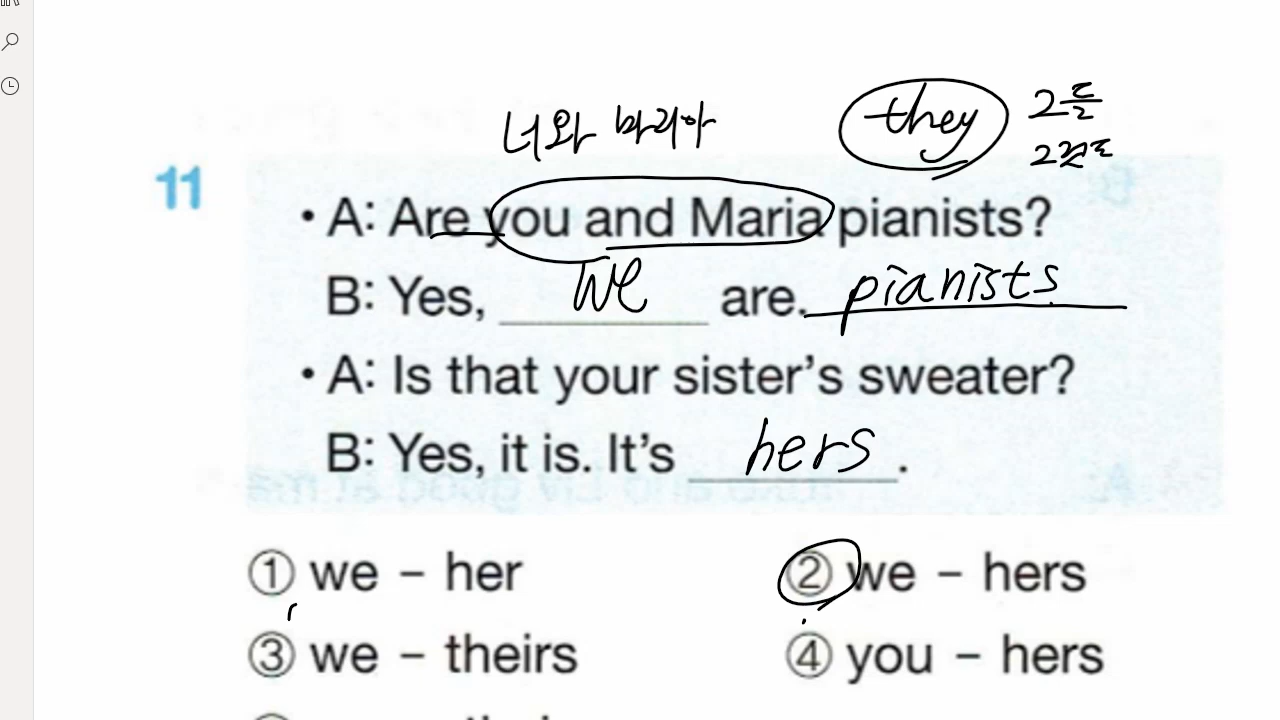 너와 마리아 they 그들
그것들
11
• A: Are you and Maria pianists?
B: Yes, we are. pianists
• A: Is that your sister's sweater?
B: Yes, it is. It's hers.
① we – her ② we – hers
③ we – theirs ④ you – hers